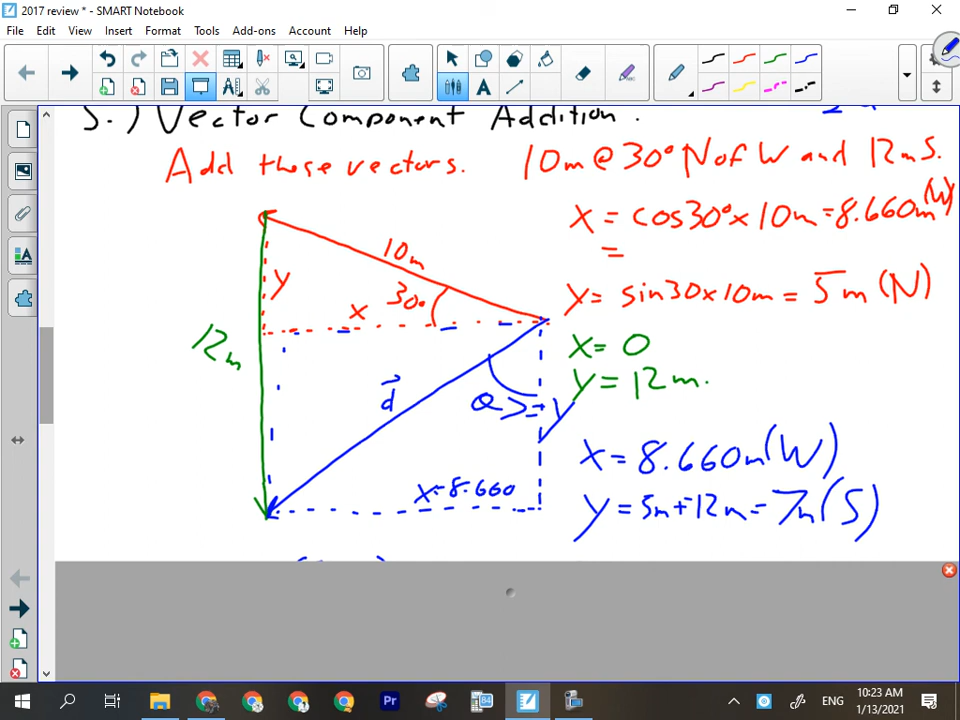 2017 review * - SMART Notebook
File Edit View Insert Format Tools Add-ons Account Help
5.) Vector Component Addition.
Add these vectors. 10m @ 30° N of W and 12m S.
x = cos30° x 10m = 8.660m (W)
=
y = sin30 x 10m = 5m (N)
10m
y
30°
x
12m
x = 0
y = 12m.
d
θ
7 = y
x = 8.660m (W)
x = 8.660
y = 5m + -12m = 7m (S)
Pr
ENG
10:23 AM
1/13/2021